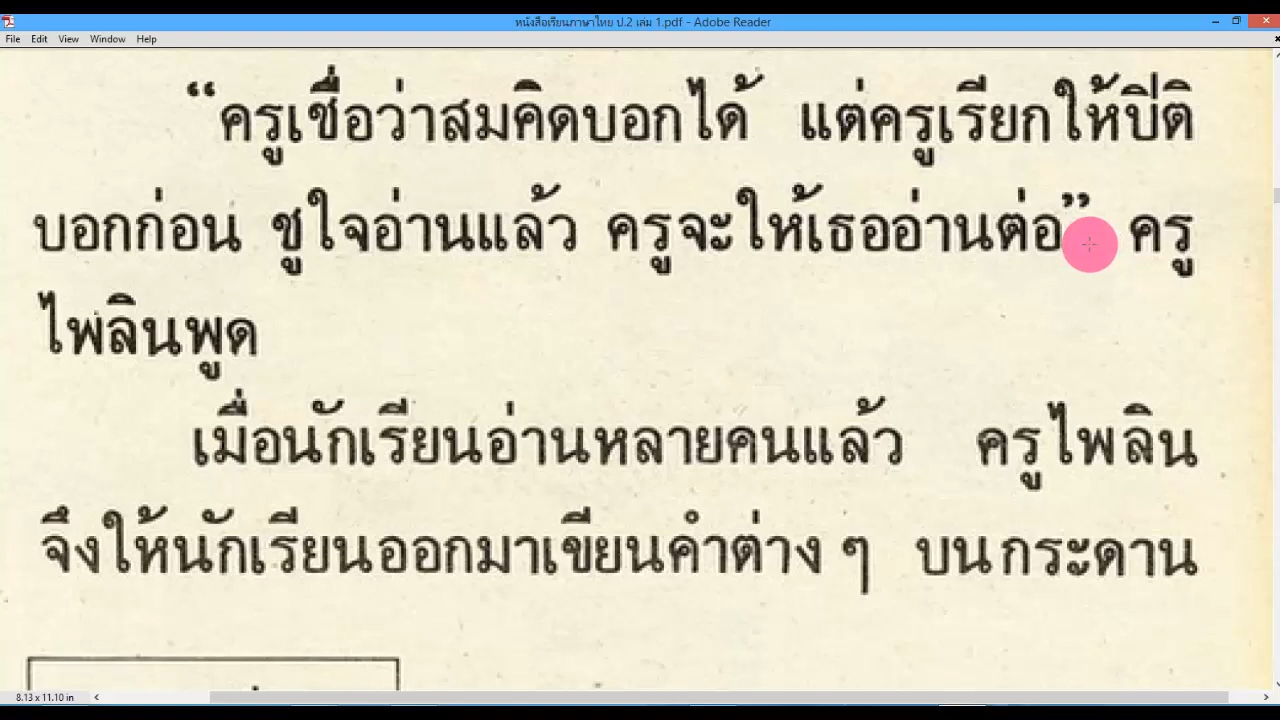 หนังสือเรียนภาษาไทย ป.2 เล่ม 1.pdf - Adobe Reader
File Edit View Window Help
“ครูเชื่อว่าสมคิดบอกได้ แต่ครูเรียกให้ปิติ
บอกก่อน ชูใจอ่านแล้ว ครูจะให้เธออ่านต่อ” ครู
ไพลินพูด
เมื่อนักเรียนอ่านหลายคนแล้ว ครูไพลิน
จึงให้นักเรียนออกมาเขียนคำต่าง ๆ บนกระดาน
8.13 x 11.10 in